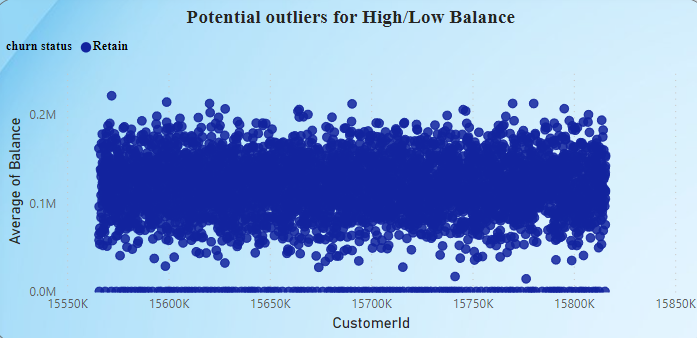 Potential outliers for High/Low Balance
churn status Retain
Average of Balance
0.2M
0.1M
0.0M
15550K 15600K 15650K 15700K 15750K 15800K 15850K
CustomerId